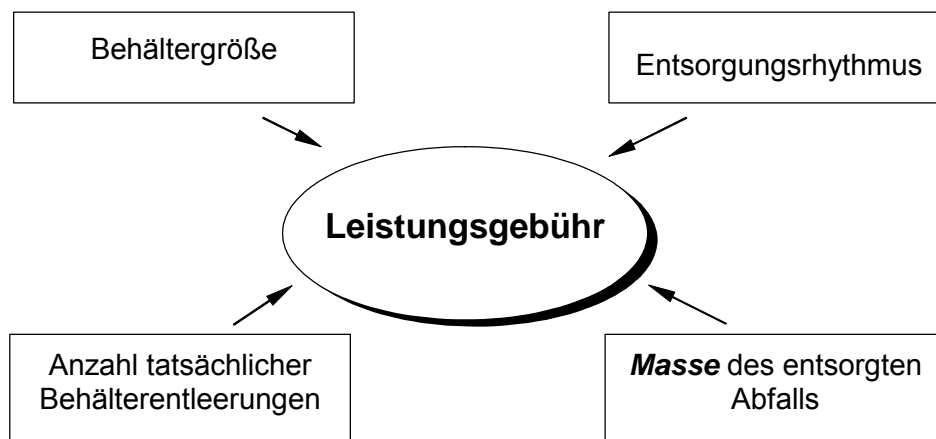 Behältergröße
Entsorgungsrhythmus
Leistungsgebühr
Anzahl tatsächlicher
Behälterentleerungen
Masse des entsorgten
Abfalls